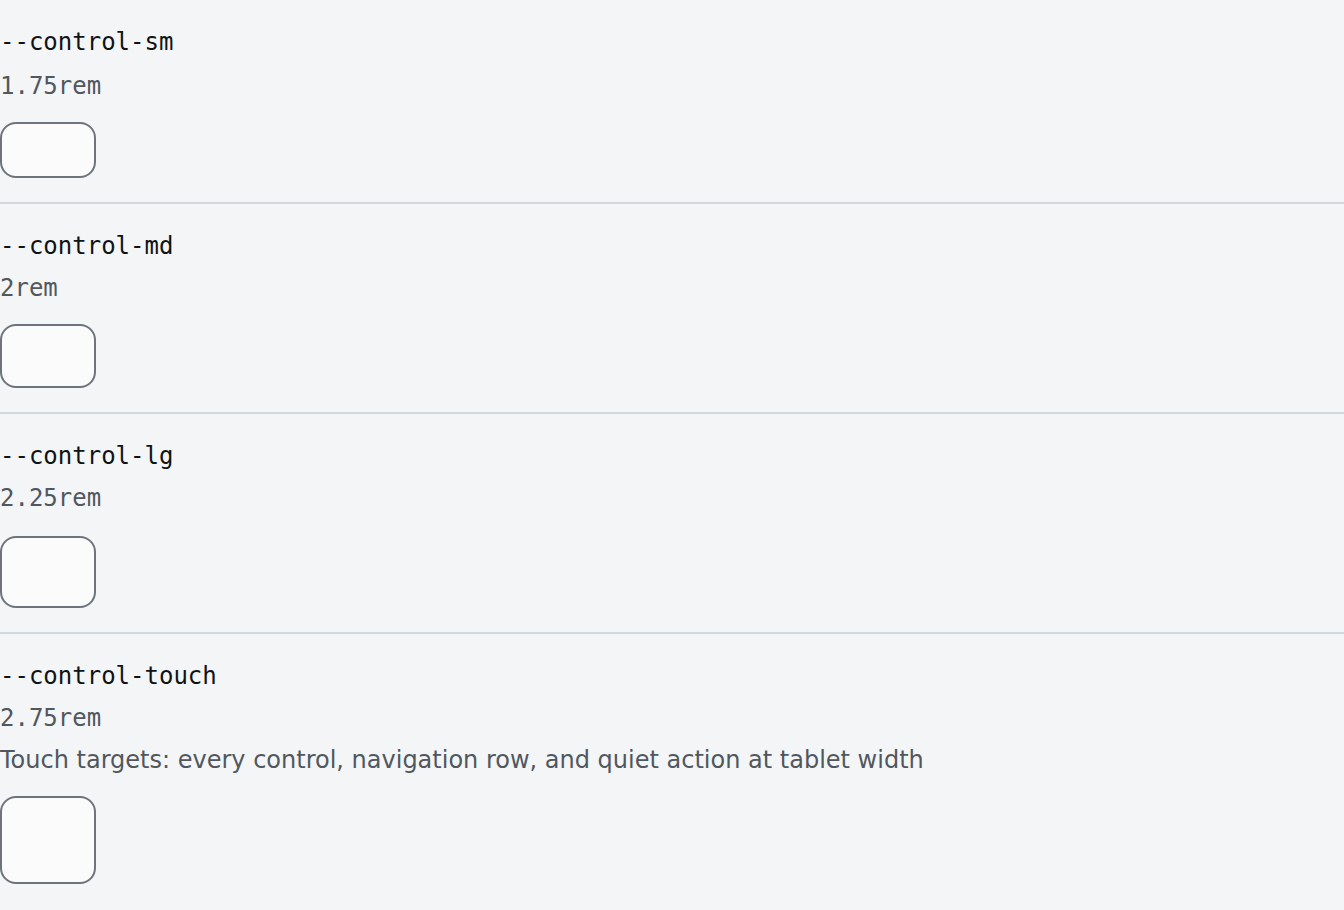 --control-sm
1.75rem
--control-md
2rem
--control-lg
2.25rem
--control-touch
2.75rem
Touch targets: every control, navigation row, and quiet action at tablet width